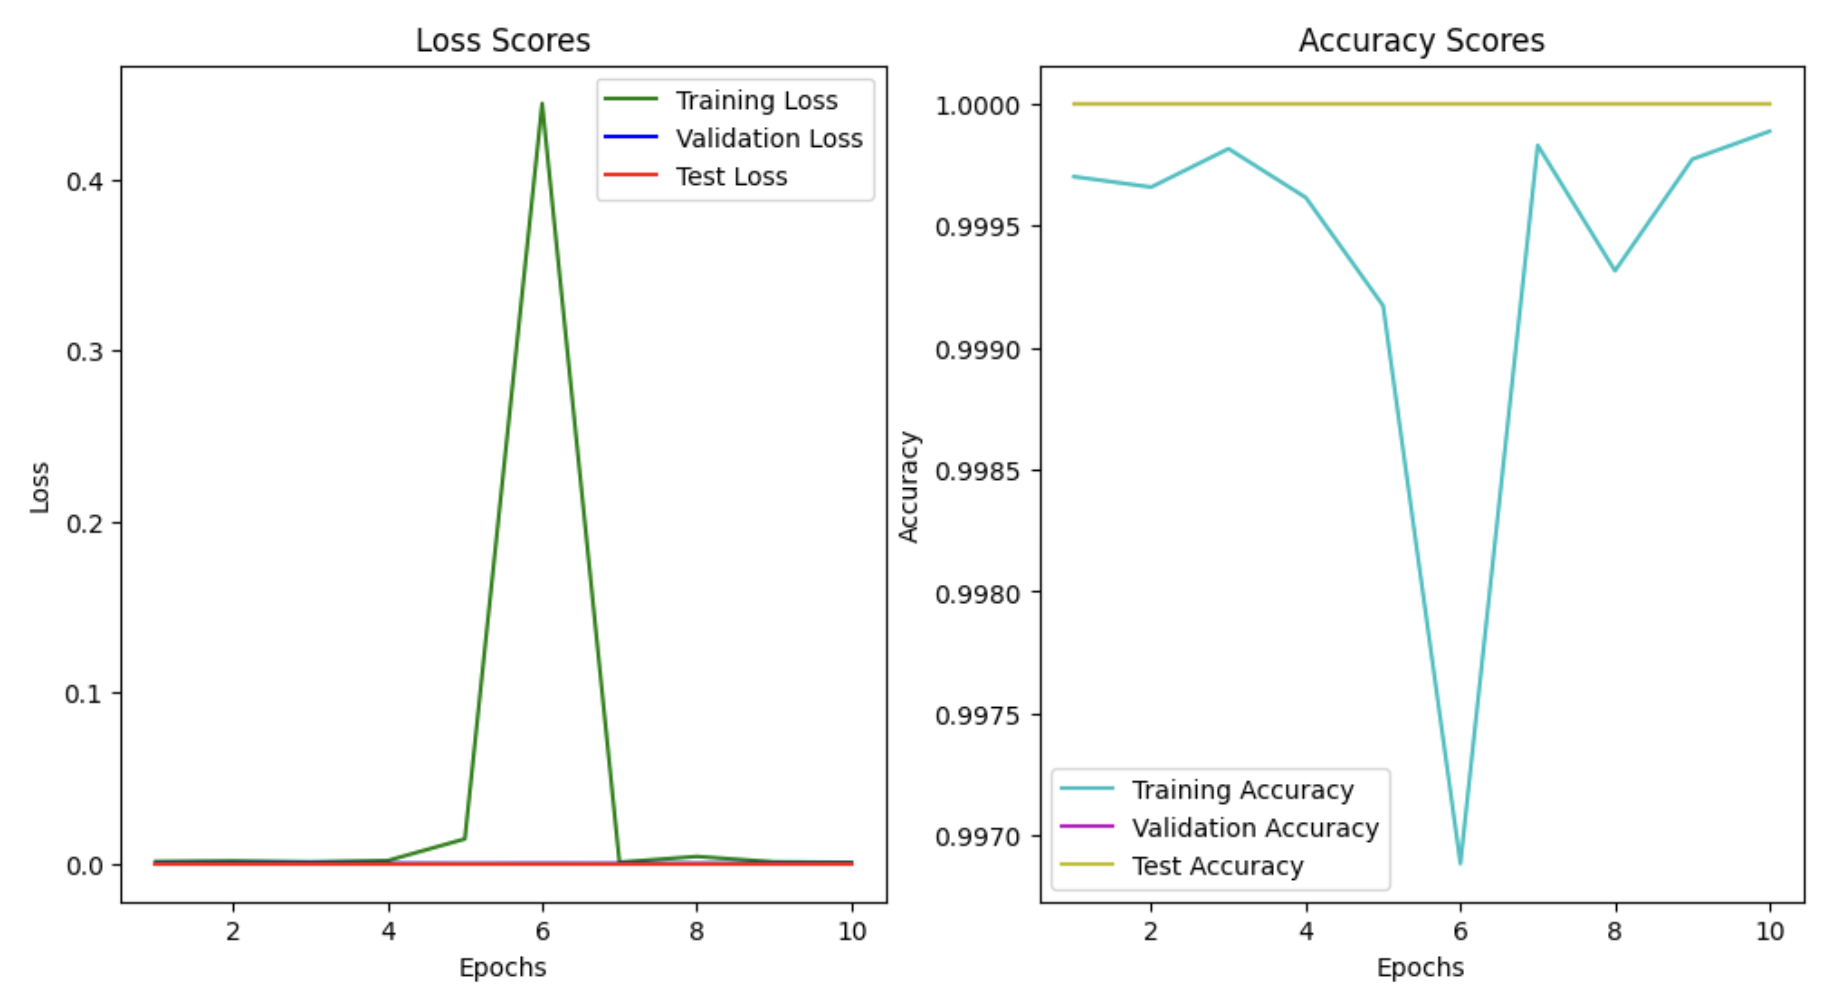 Loss Scores
Training Loss
Validation Loss
Test Loss
0.4
0.3
0.2
0.1
0.0
Loss
2 4 6 8 10
Epochs
Accuracy Scores
1.0000
0.9995
0.9990
0.9985
0.9980
0.9975
0.9970
Accuracy
Training Accuracy
Validation Accuracy
Test Accuracy
2 4 6 8 10
Epochs